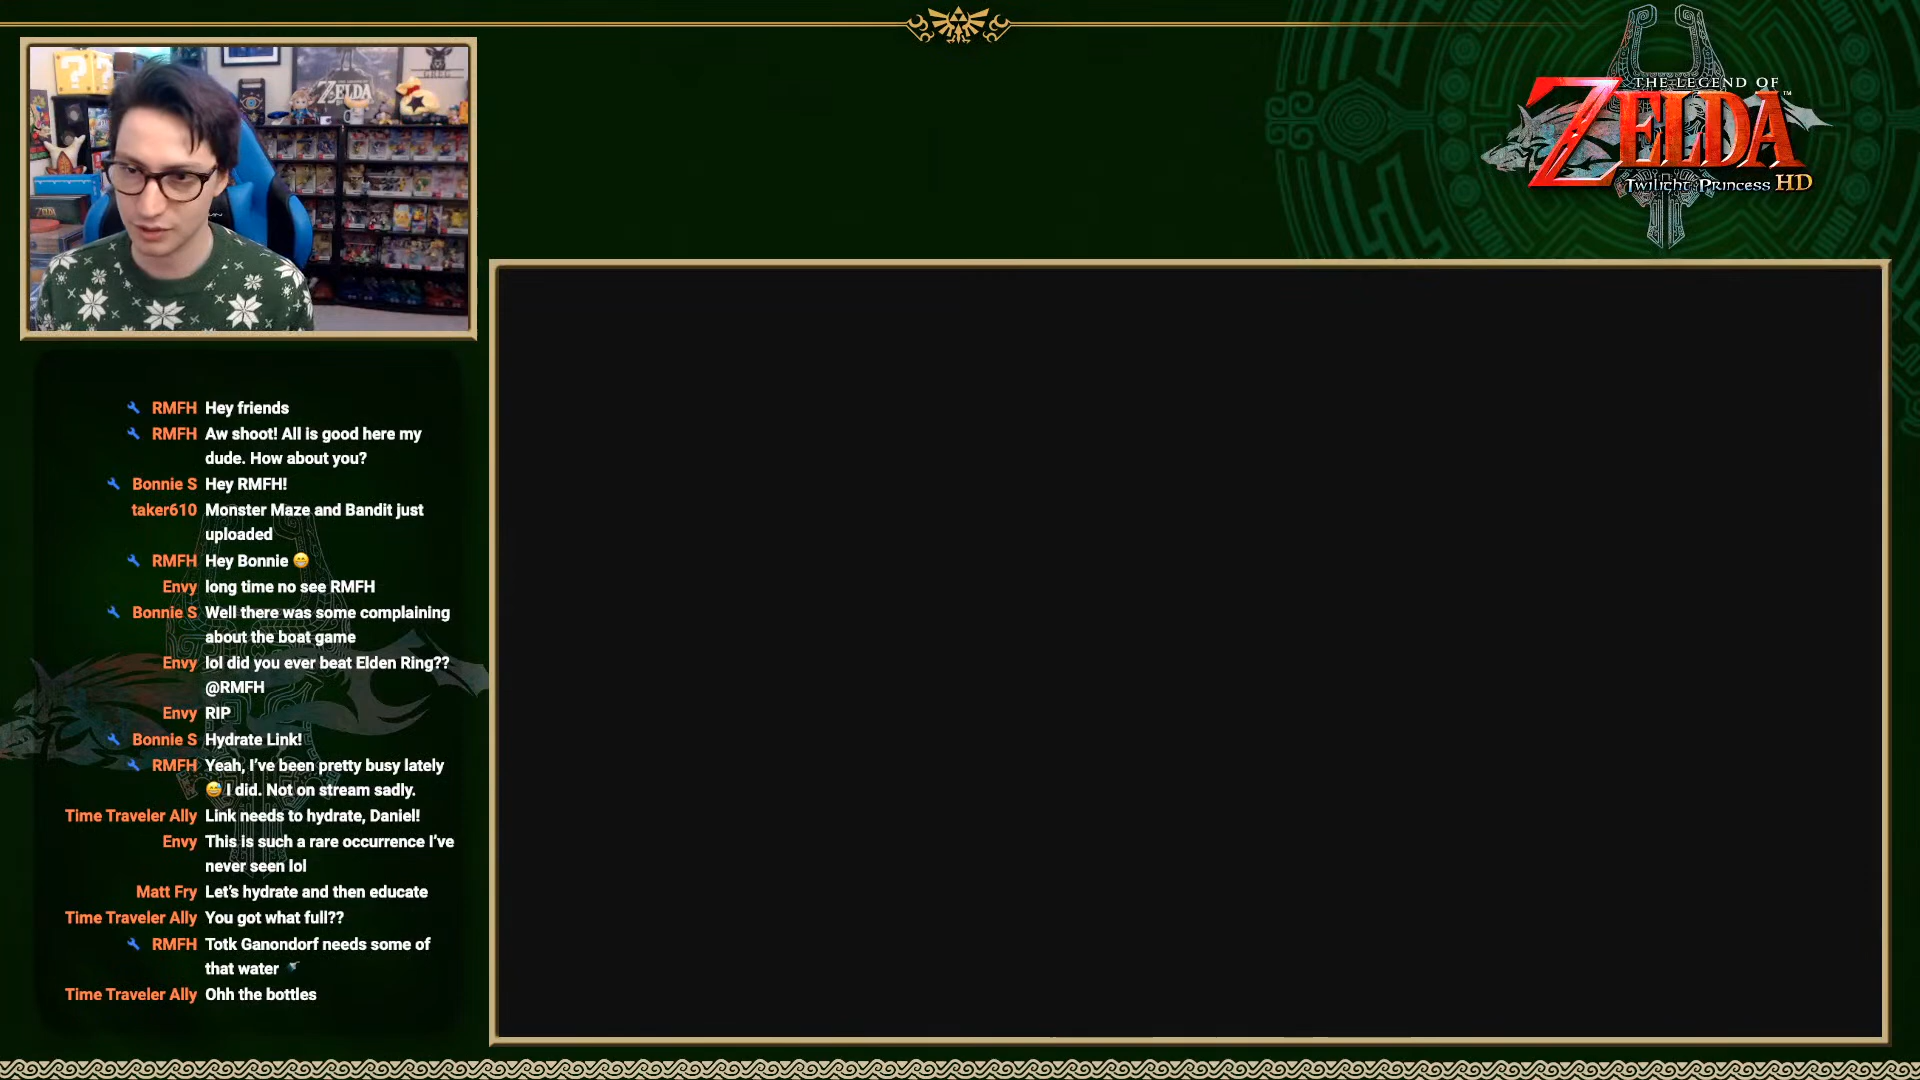 THE LEGEND OF
ZELDA™
Twilight Princess HD
ZELDA
RMFH Hey friends
RMFH Aw shoot! All is good here my
dude. How about you?
Bonnie S Hey RMFH!
taker610 Monster Maze and Bandit just
uploaded
RMFH Hey Bonnie 😁
Envy long time no see RMFH
Bonnie S Well there was some complaining
about the boat game
Envy lol did you ever beat Elden Ring??
@RMFH
Envy RIP
Bonnie S Hydrate Link!
RMFH Yeah, I've been pretty busy lately
😅 I did. Not on stream sadly.
Time Traveler Ally Link needs to hydrate, Daniel!
Envy This is such a rare occurrence I've
never seen lol
Matt Fry Let's hydrate and then educate
Time Traveler Ally You got what full??
RMFH Totk Ganondorf needs some of
that water
Time Traveler Ally Ohh the bottles